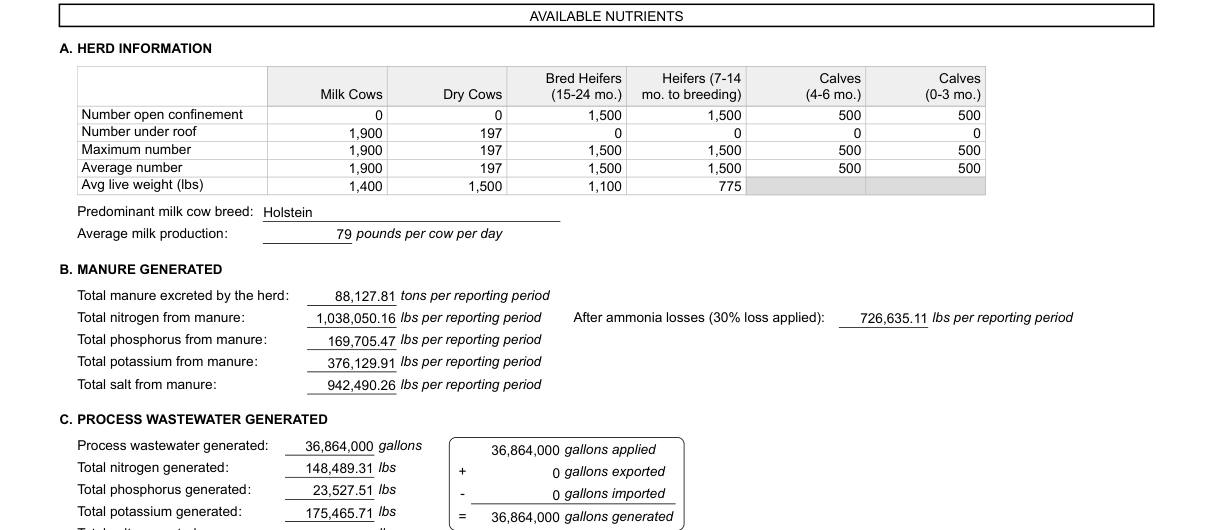 AVAILABLE NUTRIENTS
A. HERD INFORMATION
Milk Cows Dry Cows Bred Heifers (15-24 mo.) Heifers (7-14 mo. to breeding) Calves (4-6 mo.) Calves (0-3 mo.)
Number open confinement 0 0 1,500 1,500 500 500
Number under roof 1,900 197 0 0 0 0
Maximum number 1,900 197 1,500 1,500 500 500
Average number 1,900 197 1,500 1,500 500 500
Avg live weight (lbs) 1,400 1,500 1,100 775
Predominant milk cow breed: Holstein
Average milk production: 79 pounds per cow per day
B. MANURE GENERATED
Total manure excreted by the herd: 88,127.81 tons per reporting period
Total nitrogen from manure: 1,038,050.16 lbs per reporting period After ammonia losses (30% loss applied): 726,635.11 lbs per reporting period
Total phosphorus from manure: 169,705.47 lbs per reporting period
Total potassium from manure: 376,129.91 lbs per reporting period
Total salt from manure: 942,490.26 lbs per reporting period
C. PROCESS WASTEWATER GENERATED
Process wastewater generated: 36,864,000 gallons 36,864,000 gallons applied
Total nitrogen generated: 148,489.31 lbs + 0 gallons exported
Total phosphorus generated: 23,527.51 lbs - 0 gallons imported
Total potassium generated: 175,465.71 lbs = 36,864,000 gallons generated